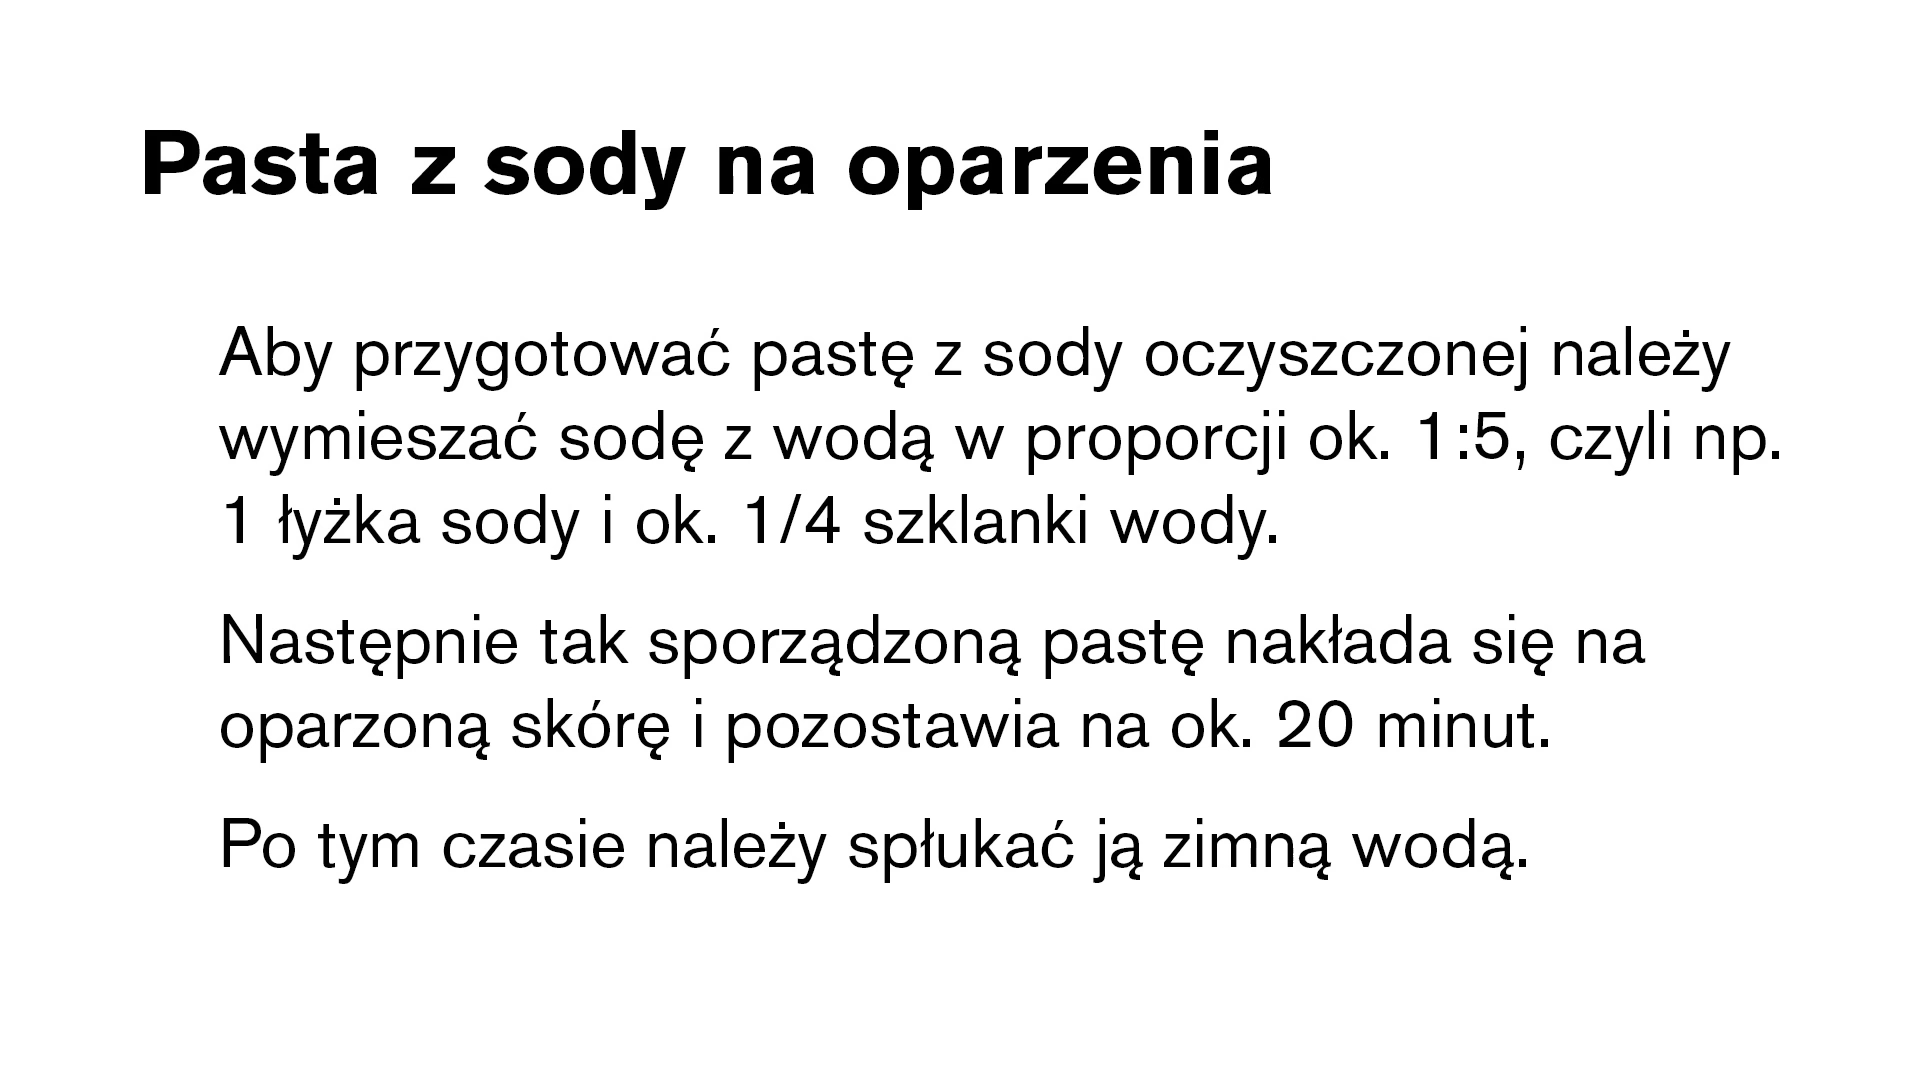 Pasta z sody na oparzenia
Aby przygotować pastę z sody oczyszczonej należy
wymieszać sodę z wodą w proporcji ok. 1:5, czyli np.
1 łyżka sody i ok. 1/4 szklanki wody.
Następnie tak sporządzoną pastę nakłada się na
oparzoną skórę i pozostawia na ok. 20 minut.
Po tym czasie należy spłukać ją zimną wodą.